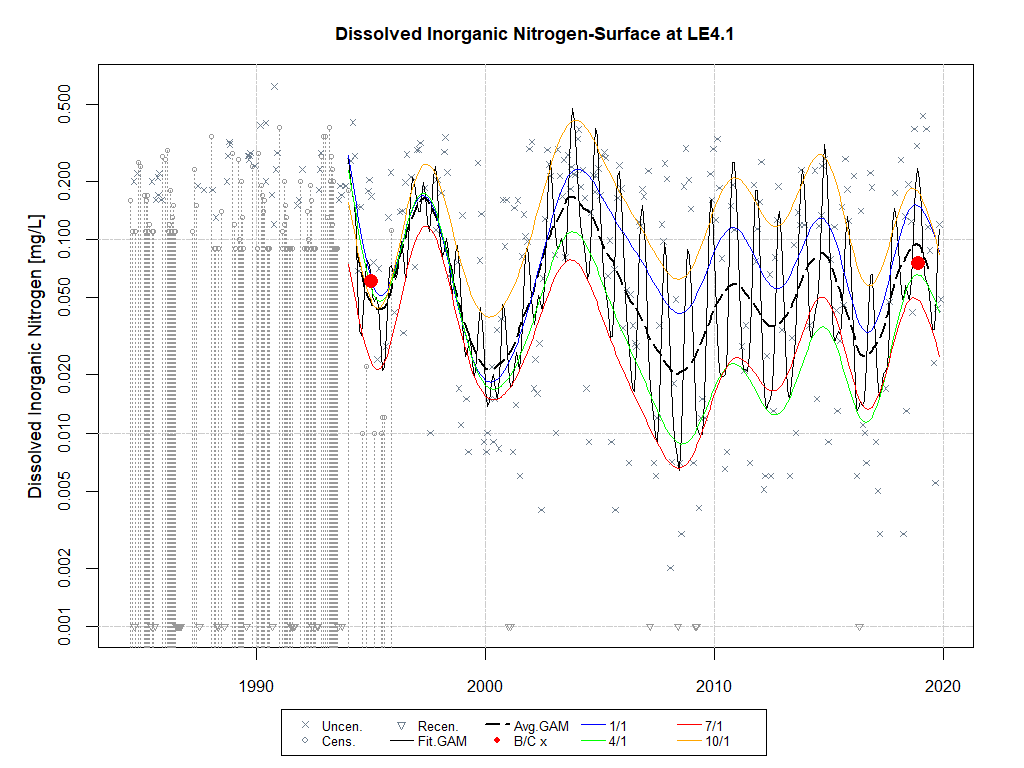 Dissolved Inorganic Nitrogen-Surface at LE4.1
Dissolved Inorganic Nitrogen [mg/L]
0.500
0.200
0.100
0.050
0.020
0.010
0.005
0.002
0.001
1990 2000 2010 2020
Uncen. Recen. Avg.GAM 1/1 7/1
Cens. Fit.GAM B/C x 4/1 10/1